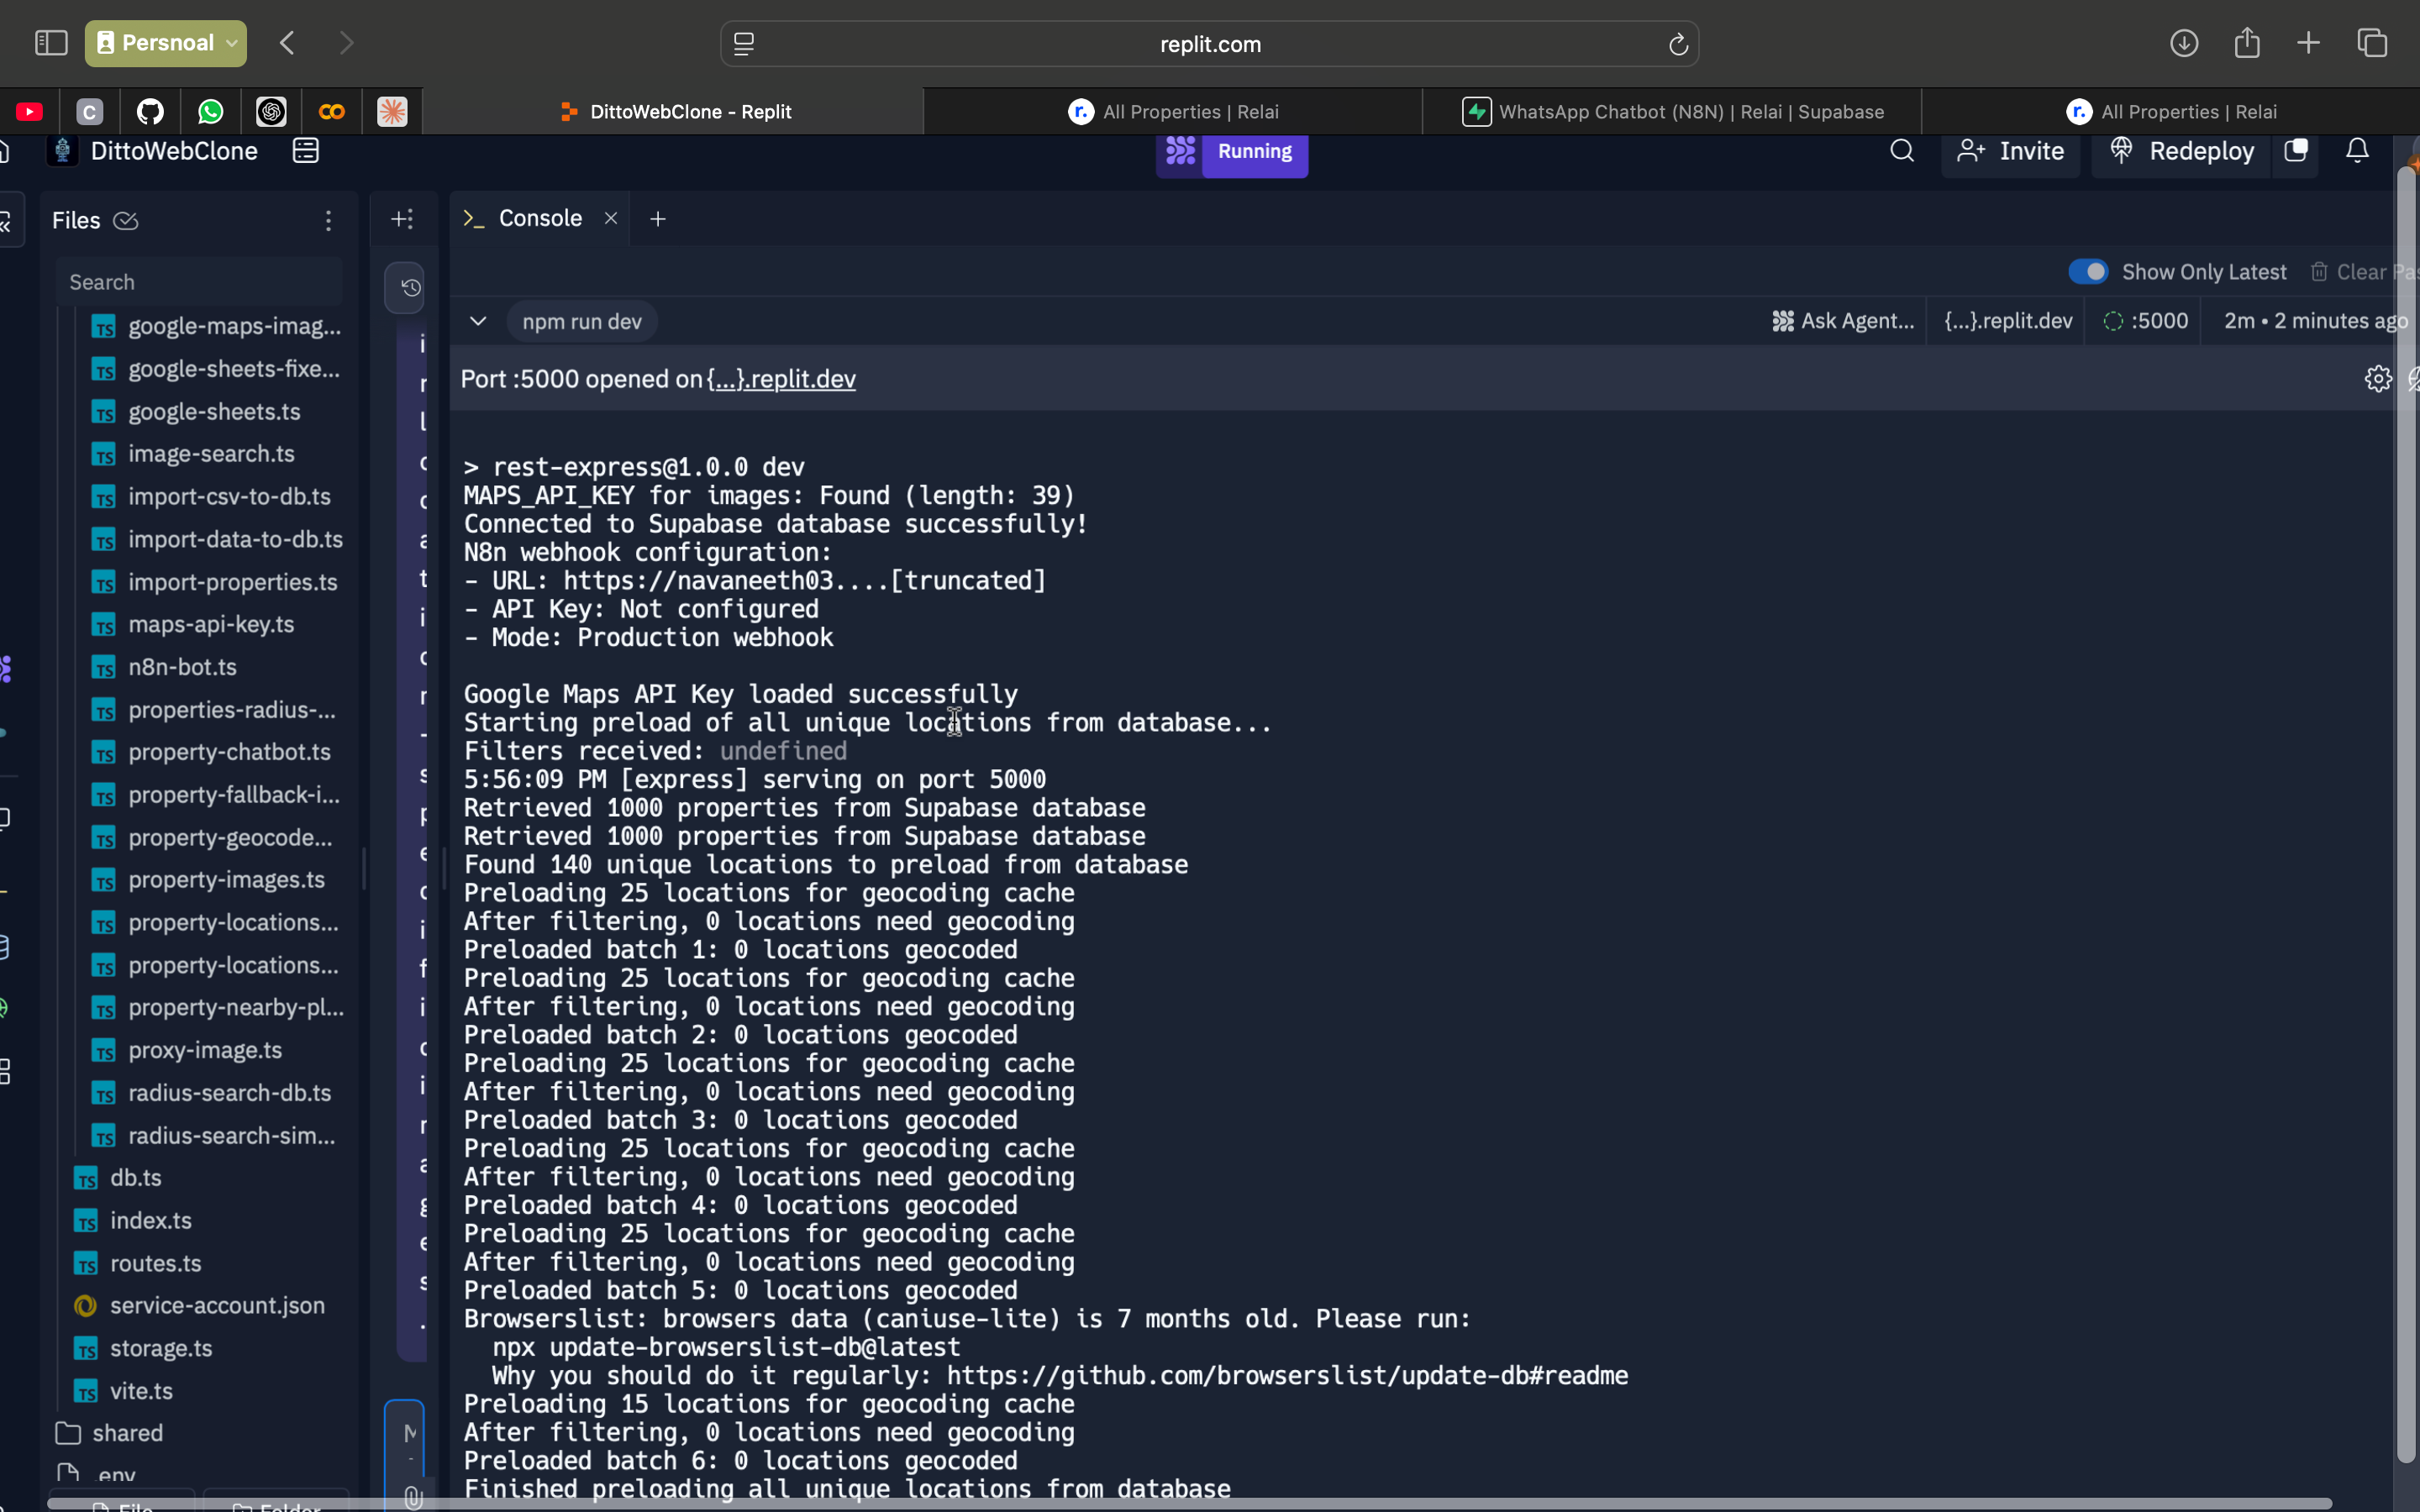 Persnoal
replit.com
DittoWebClone - Replit
All Properties | Relai
WhatsApp Chatbot (N8N) | Relai | Supabase
All Properties | Relai
DittoWebClone
Running
Invite
Redeploy
Files
Console
Search
Show Only Latest
Clear Pas
npm run dev
Ask Agent...
{...}.replit.dev
:5000
2m • 2 minutes ago
Port :5000 opened on {...}.replit.dev
google-maps-imag...
google-sheets-fixe...
google-sheets.ts
image-search.ts
import-csv-to-db.ts
import-data-to-db.ts
import-properties.ts
maps-api-key.ts
n8n-bot.ts
properties-radius-...
property-chatbot.ts
property-fallback-i...
property-geocode...
property-images.ts
property-locations...
property-locations...
property-nearby-pl...
proxy-image.ts
radius-search-db.ts
radius-search-sim...
db.ts
index.ts
routes.ts
service-account.json
storage.ts
vite.ts
shared
.env
File
Folder
> rest-express@1.0.0 dev
MAPS_API_KEY for images: Found (length: 39)
Connected to Supabase database successfully!
N8n webhook configuration:
- URL: https://navaneeth03....[truncated]
- API Key: Not configured
- Mode: Production webhook
Google Maps API Key loaded successfully
Starting preload of all unique locations from database...
Filters received: undefined
5:56:09 PM [express] serving on port 5000
Retrieved 1000 properties from Supabase database
Retrieved 1000 properties from Supabase database
Found 140 unique locations to preload from database
Preloading 25 locations for geocoding cache
After filtering, 0 locations need geocoding
Preloaded batch 1: 0 locations geocoded
Preloading 25 locations for geocoding cache
After filtering, 0 locations need geocoding
Preloaded batch 2: 0 locations geocoded
Preloading 25 locations for geocoding cache
After filtering, 0 locations need geocoding
Preloaded batch 3: 0 locations geocoded
Preloading 25 locations for geocoding cache
After filtering, 0 locations need geocoding
Preloaded batch 4: 0 locations geocoded
Preloading 25 locations for geocoding cache
After filtering, 0 locations need geocoding
Preloaded batch 5: 0 locations geocoded
Browserslist: browsers data (caniuse-lite) is 7 months old. Please run:
npx update-browserslist-db@latest
Why you should do it regularly: https://github.com/browserslist/update-db#readme
Preloading 15 locations for geocoding cache
After filtering, 0 locations need geocoding
Preloaded batch 6: 0 locations geocoded
Finished preloading all unique locations from database